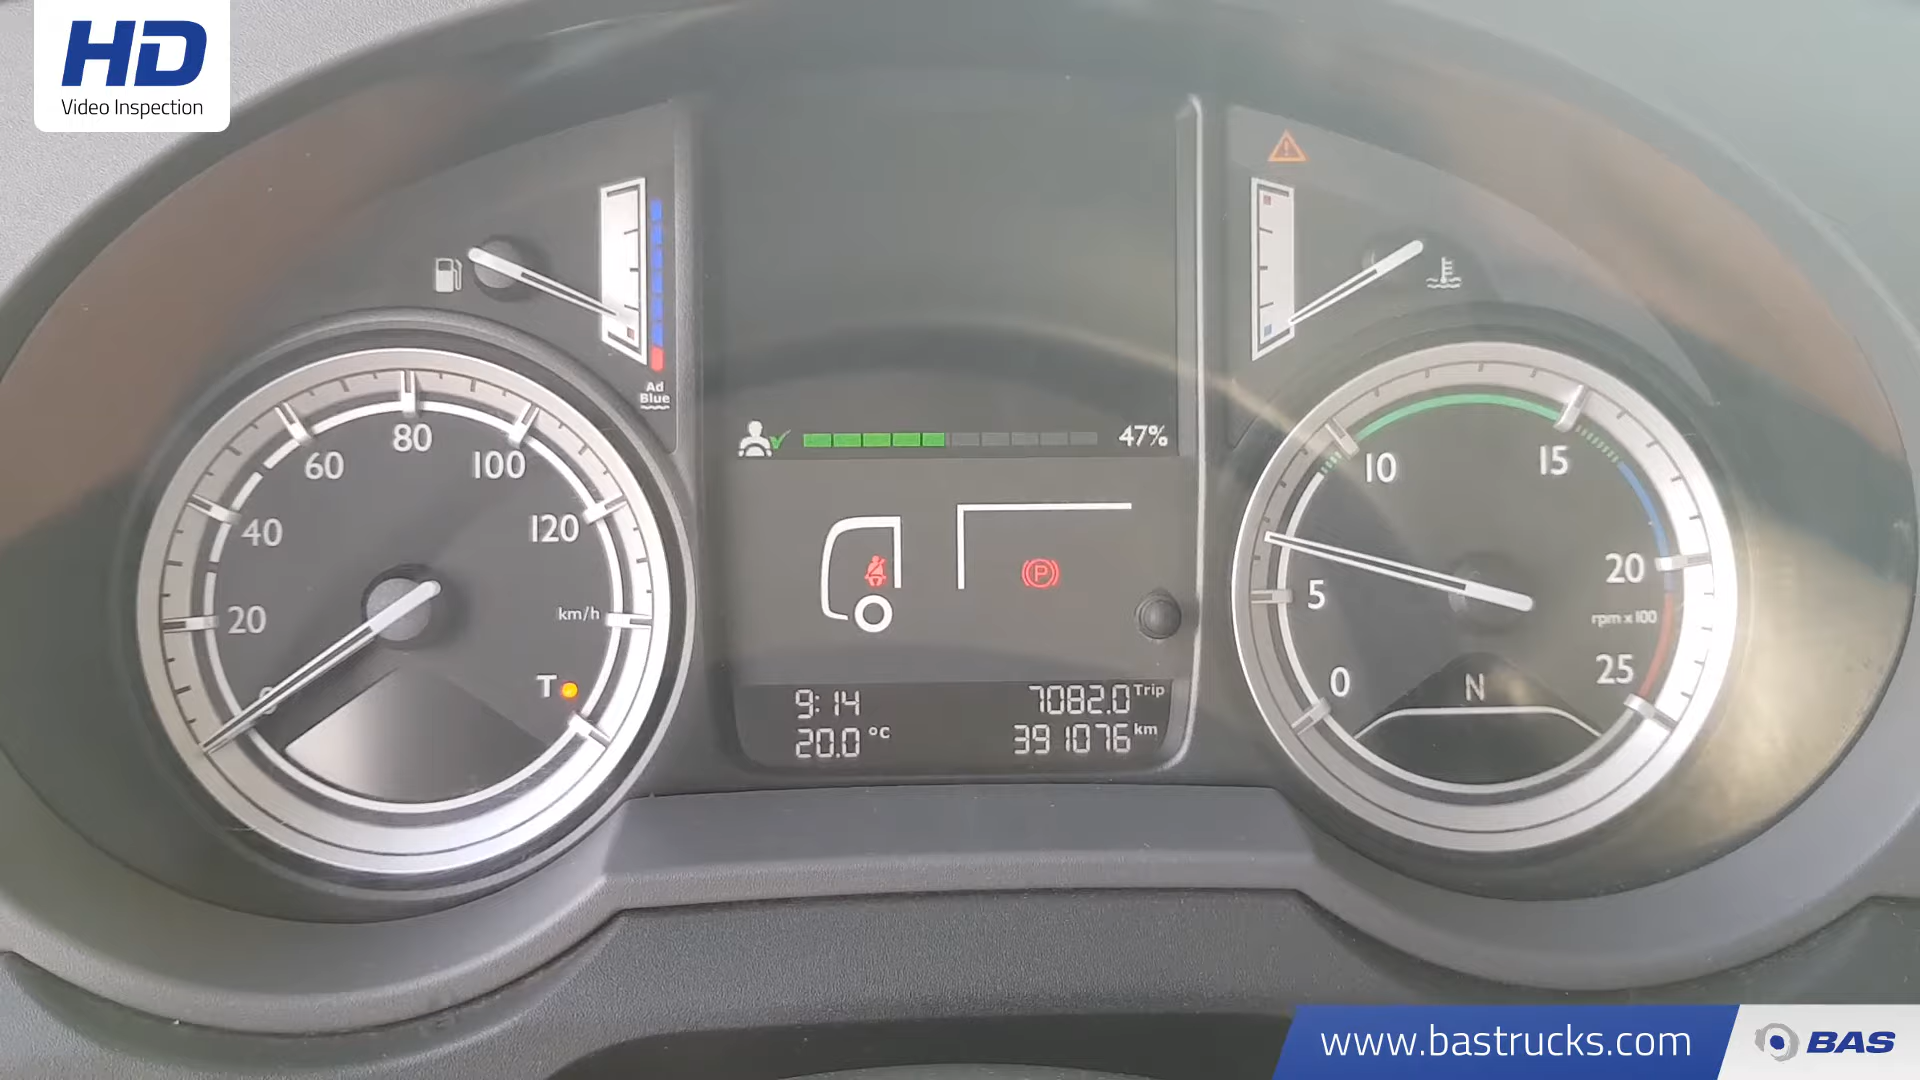 HD
Video Inspection
Ad
Blue
47%
0
20
40
60
80
100
120
km/h
T
P
9:14
7082.0 Trip
20.0 °C
391076 km
0
5
10
15
20
25
rpm x 100
N
www.bastrucks.com
BAS